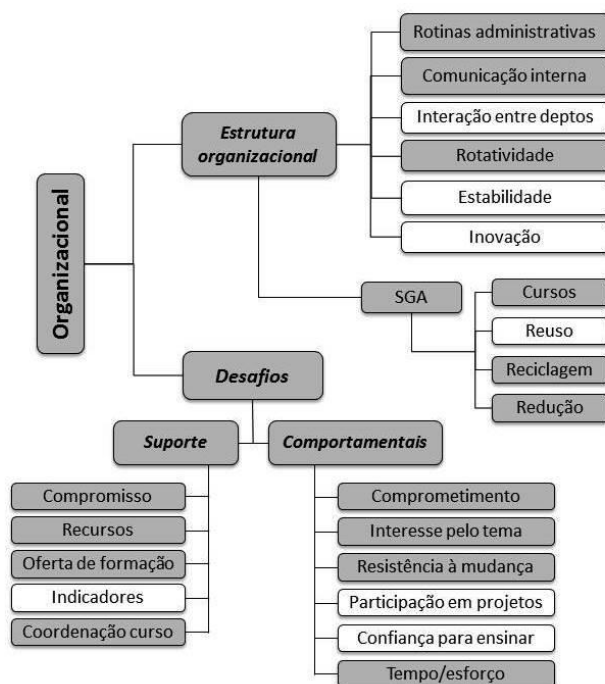 Organizacional
Estrutura
organizacional
Rotinas administrativas
Comunicação interna
Interação entre deptos
Rotatividade
Estabilidade
Inovação
SGA
Cursos
Reuso
Reciclagem
Redução
Desafios
Suporte
Compromisso
Recursos
Oferta de formação
Indicadores
Coordenação curso
Comportamentais
Comprometimento
Interesse pelo tema
Resistência à mudança
Participação em projetos
Confiança para ensinar
Tempo/esforço